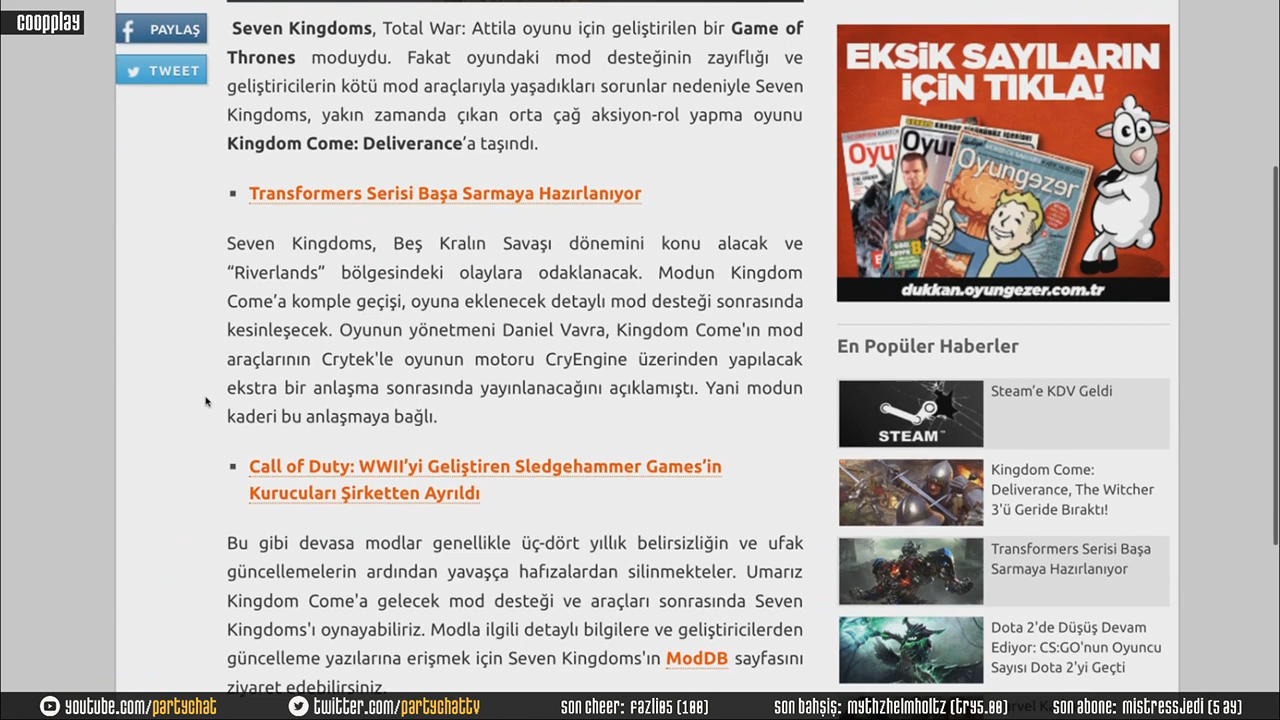 coopplay
PAYLAŞ
TWEET
Seven Kingdoms, Total War: Attila oyunu için geliştirilen bir Game of
Thrones moduydu. Fakat oyundaki mod desteğinin zayıflığı ve
geliştiricilerin kötü mod araçlarıyla yaşadıkları sorunlar nedeniyle Seven
Kingdoms, yakın zamanda çıkan orta çağ aksiyon-rol yapma oyunu
Kingdom Come: Deliverance’a taşındı.
Transformers Serisi Başa Sarmaya Hazırlanıyor
Seven Kingdoms, Beş Kralın Savaşı dönemini konu alacak ve
“Riverlands” bölgesindeki olaylara odaklanacak. Modun Kingdom
Come’a komple geçişi, oyuna eklenecek detaylı mod desteği sonrasında
kesinleşecek. Oyunun yönetmeni Daniel Vavra, Kingdom Come'ın mod
araçlarının Crytek'le oyunun motoru CryEngine üzerinden yapılacak
ekstra bir anlaşma sonrasında yayınlanacağını açıklamıştı. Yani modun
kaderi bu anlaşmaya bağlı.
Call of Duty: WWII’yi Geliştiren Sledgehammer Games’in
Kurucuları Şirketten Ayrıldı
Bu gibi devasa modlar genellikle üç-dört yıllık belirsizliğin ve ufak
güncellemelerin ardından yavaşça hafızalardan silinmekteler. Umarız
Kingdom Come'a gelecek mod desteği ve araçları sonrasında Seven
Kingdoms'ı oynayabiliriz. Modla ilgili detaylı bilgilere ve geliştiricilerden
güncelleme yazılarına erişmek için Seven Kingdoms'ın ModDB sayfasını
ziyaret edebilirsiniz.
EKSİK SAYILARIN
İÇİN TIKLA!
Oyungezer
dukkan.oyungezer.com.tr
En Popüler Haberler
STEAM
Steam’e KDV Geldi
Kingdom Come:
Deliverance, The Witcher
3'ü Geride Bıraktı!
Transformers Serisi Başa
Sarmaya Hazırlanıyor
Dota 2'de Düşüş Devam
Ediyor: CS:GO'nun Oyuncu
Sayısı Dota 2'yi Geçti
youtube.com/partychat
twitter.com/partychattv
son cheer: fazli05 (100)
son bahşiş: mythzhelmholtz (try5.00)
son abone: mistressJedi (5 ay)